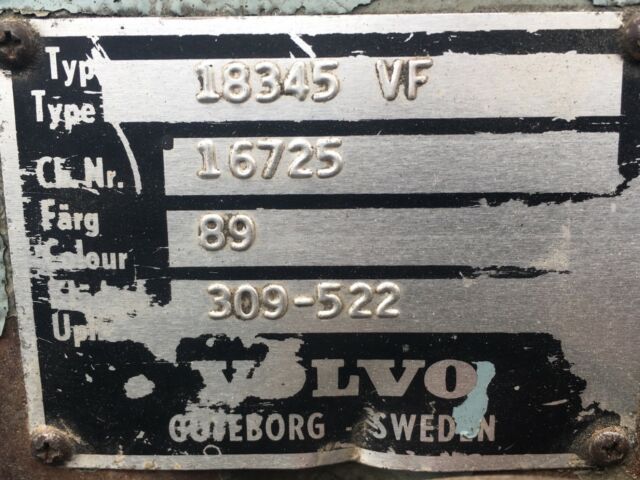 Typ
Type 18345 VF
Ch. Nr. 16725
Färg
Colour 89
309-522
VOLVO
GÖTEBORG - SWEDEN